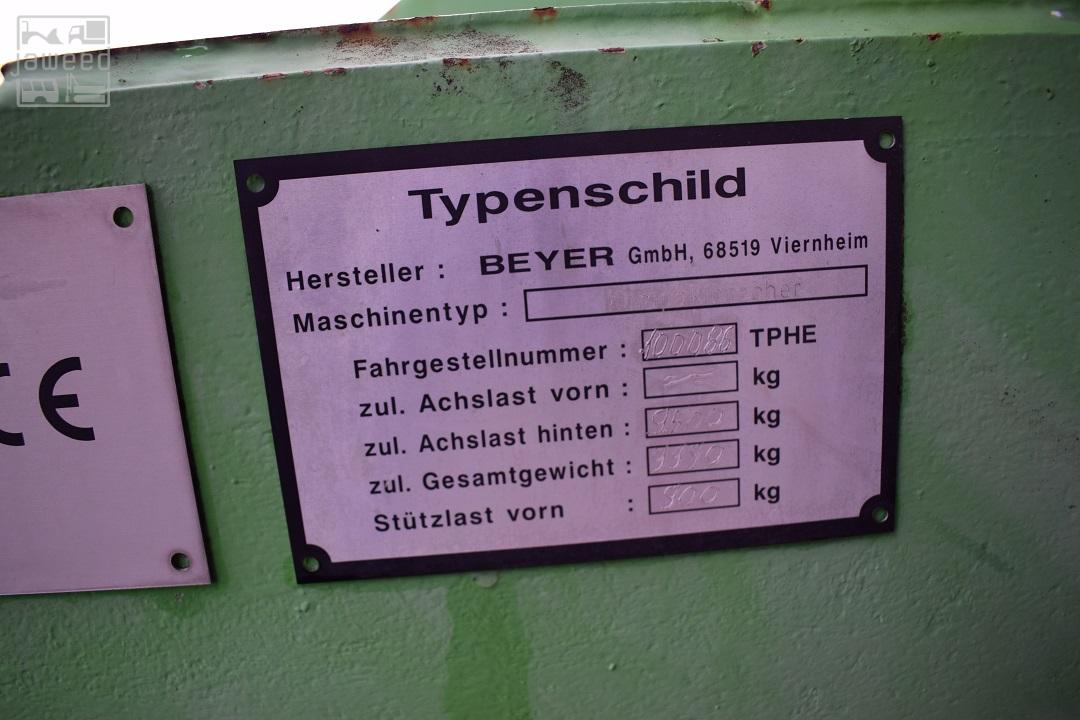 jaweed
Typenschild
Hersteller : BEYER GmbH, 68519 Viernheim
Maschinentyp :
Fahrgestellnummer : 100086 TPHE
zul. Achslast vorn : kg
zul. Achslast hinten : kg
zul. Gesamtgewicht : kg
Stützlast vorn : kg
CE